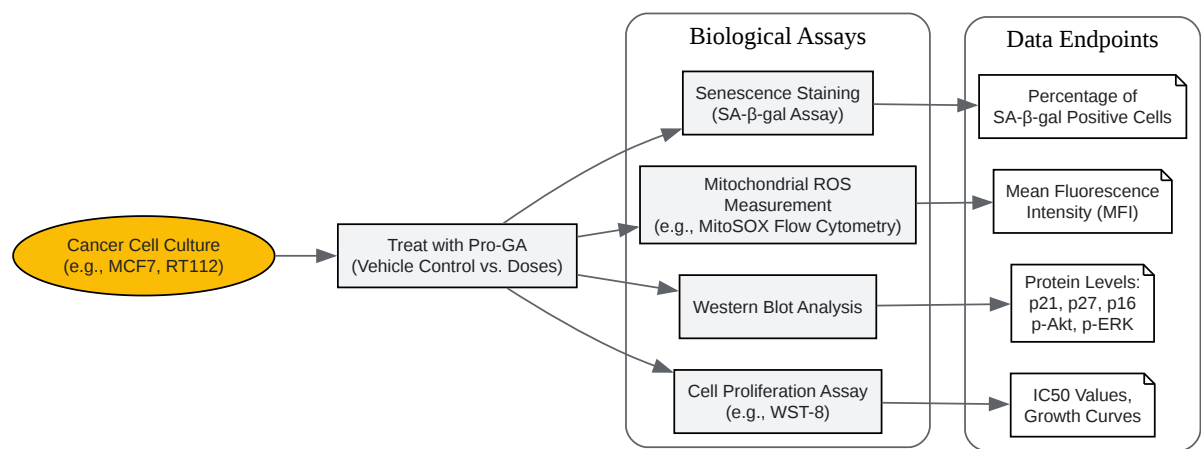 Biological Assays
Data Endpoints
Senescence Staining
(SA-β-gal Assay)
Percentage of
SA-β-gal Positive Cells
Mitochondrial ROS
Measurement
(e.g., MitoSOX Flow Cytometry)
Mean Fluorescence
Intensity (MFI)
Cancer Cell Culture
(e.g., MCF7, RT112)
Treat with Pro-GA
(Vehicle Control vs. Doses)
Western Blot Analysis
Protein Levels:
p21, p27, p16
p-Akt, p-ERK
Cell Proliferation Assay
(e.g., WST-8)
IC50 Values,
Growth Curves